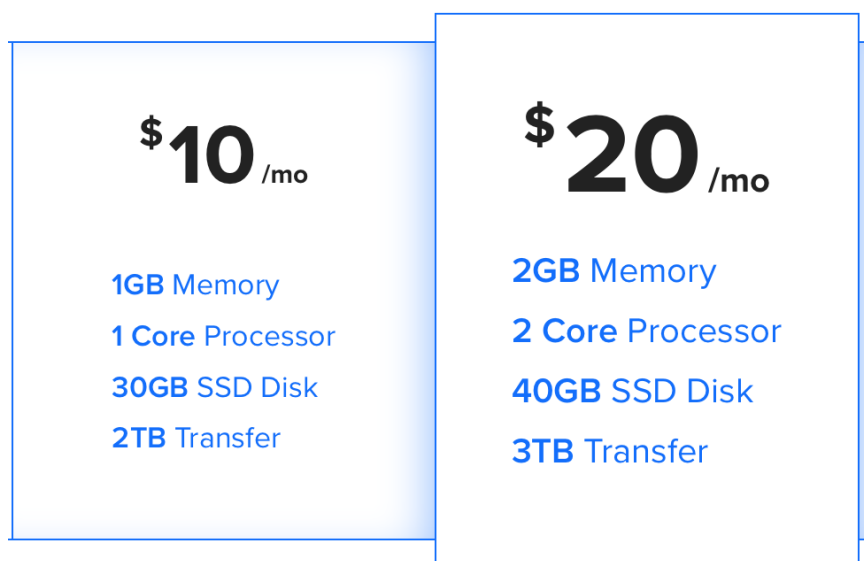 $10/mo
1GB Memory
1 Core Processor
30GB SSD Disk
2TB Transfer
$20/mo
2GB Memory
2 Core Processor
40GB SSD Disk
3TB Transfer